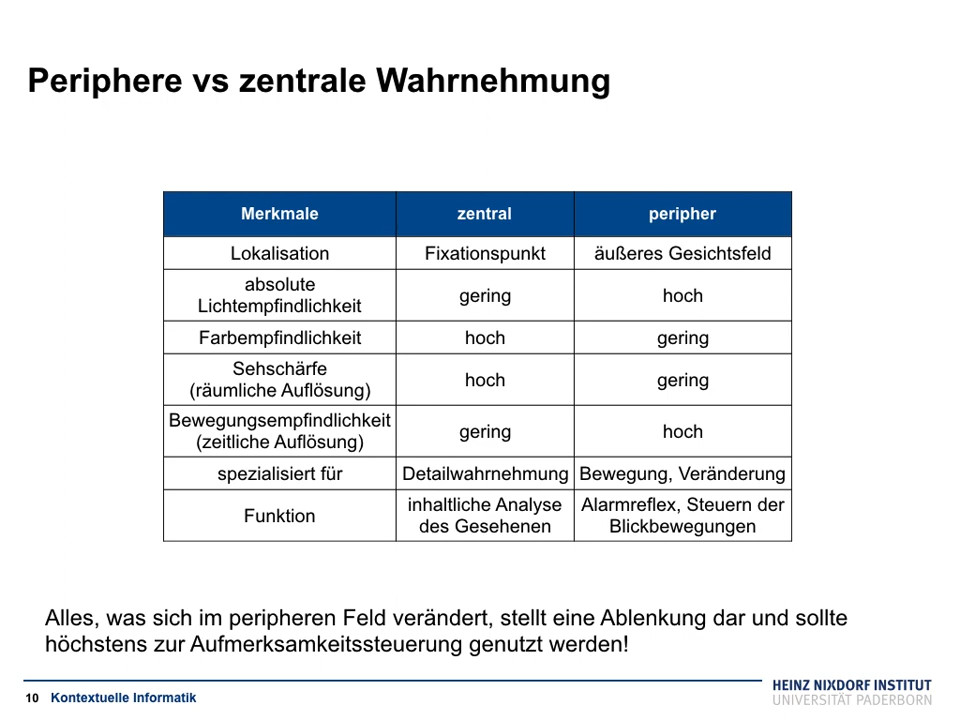 Periphere vs zentrale Wahrnehmung
Merkmale zentral peripher
Lokalisation Fixationspunkt äußeres Gesichtsfeld
absolute
Lichtempfindlichkeit gering hoch
Farbempfindlichkeit hoch gering
Sehschärfe
(räumliche Auflösung) hoch gering
Bewegungsempfindlichkeit
(zeitliche Auflösung) gering hoch
spezialisiert für Detailwahrnehmung Bewegung, Veränderung
Funktion
inhaltliche Analyse
des Gesehenen
Alarmreflex, Steuern der
Blickbewegungen
Alles, was sich im peripheren Feld verändert, stellt eine Ablenkung dar und sollte
höchstens zur Aufmerksamkeitssteuerung genutzt werden!
10 Kontextuelle Informatik
HEINZ NIXDORF INSTITUT
UNIVERSITÄT PADERBORN